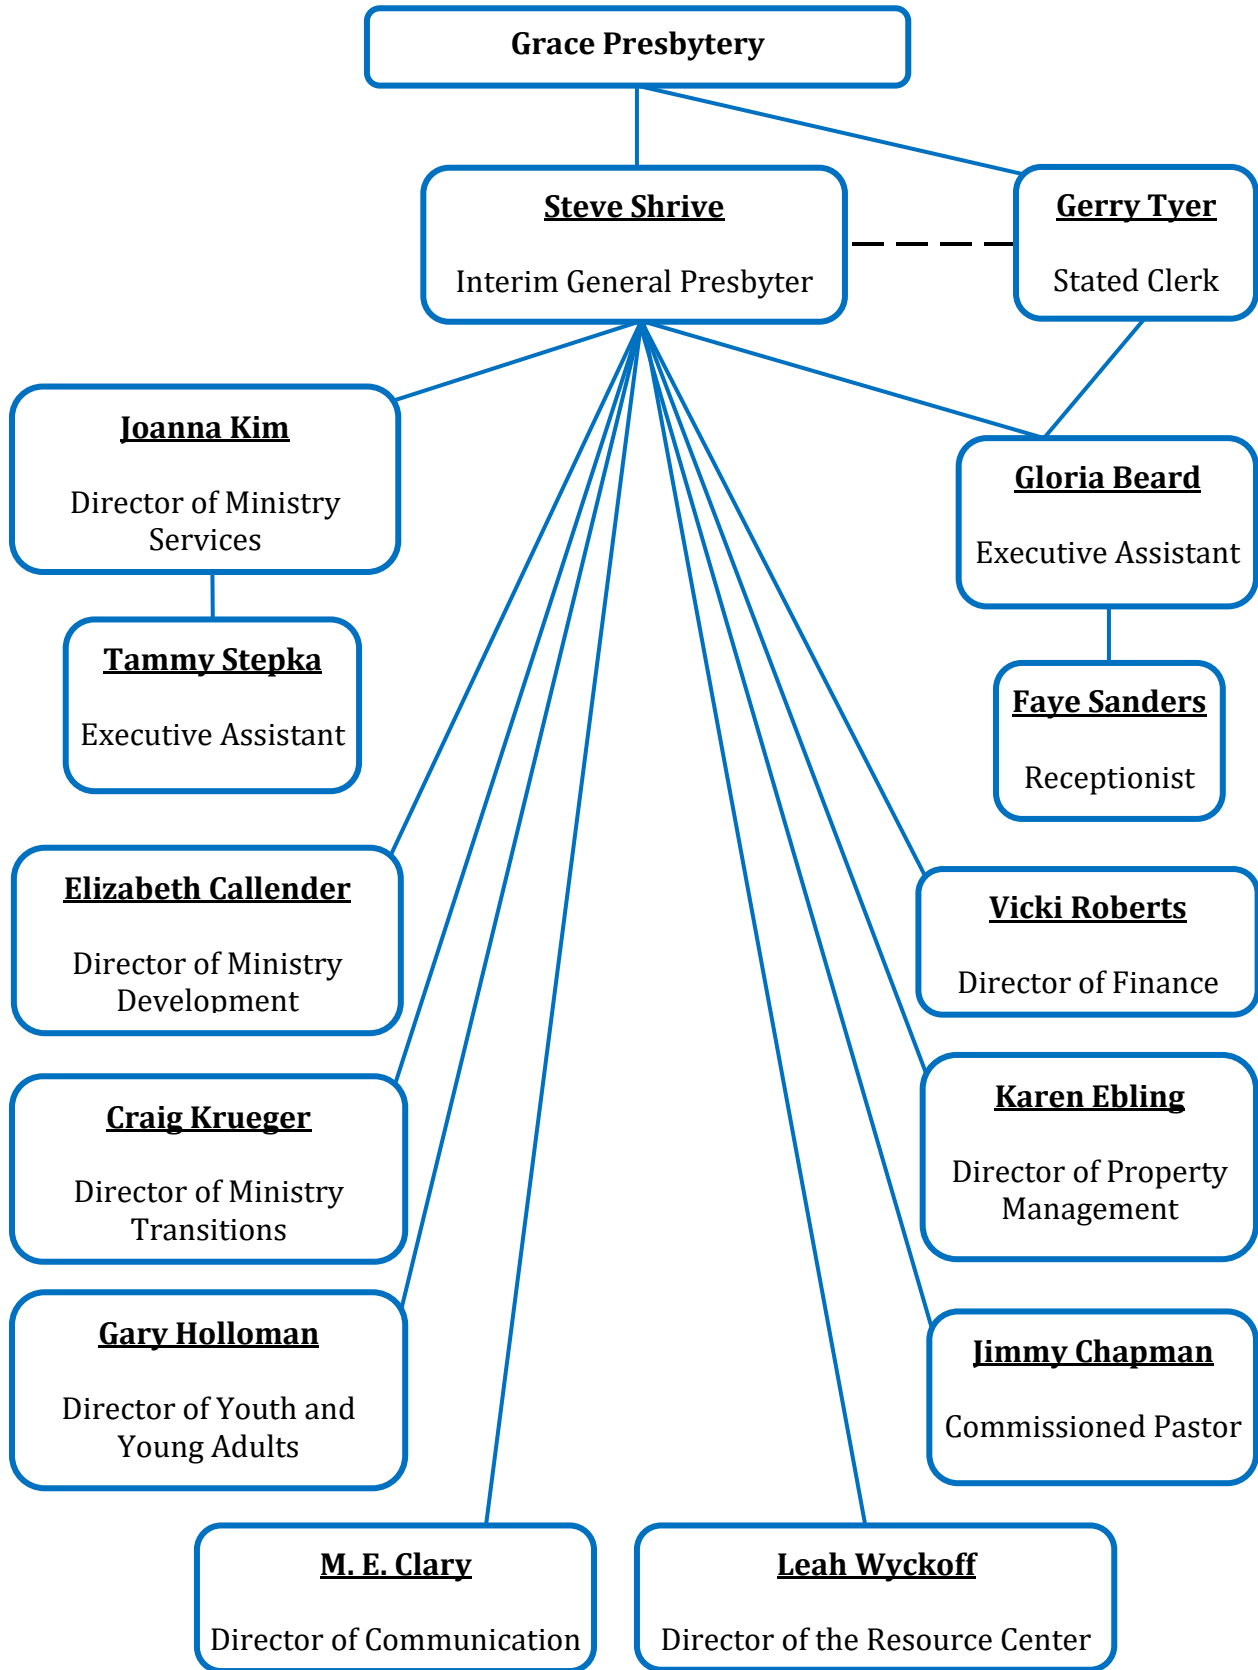 Grace Presbytery
Steve Shrive
Interim General Presbyter
Gerry Tyer
Stated Clerk
Joanna Kim
Director of Ministry
Services
Gloria Beard
Executive Assistant
Tammy Stepka
Executive Assistant
Faye Sanders
Receptionist
Elizabeth Callender
Director of Ministry
Development
Vicki Roberts
Director of Finance
Craig Krueger
Director of Ministry
Transitions
Karen Ebling
Director of Property
Management
Gary Holloman
Director of Youth and
Young Adults
Jimmy Chapman
Commissioned Pastor
M. E. Clary
Director of Communication
Leah Wyckoff
Director of the Resource Center